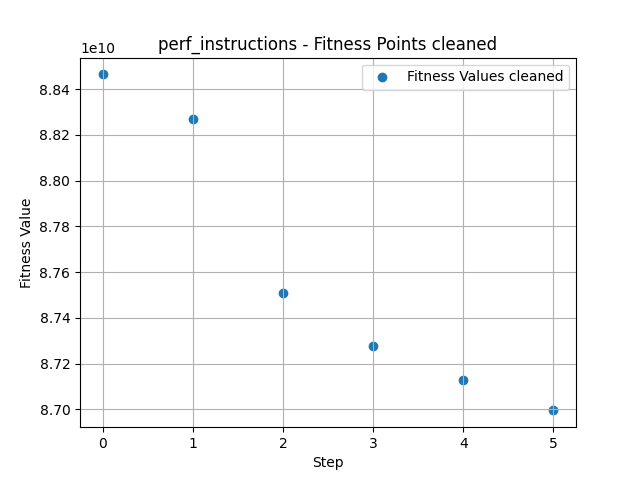 perf_instructions - Fitness Points cleaned
1e10
Fitness Values cleaned
8.84
8.82
8.80
8.78
8.76
8.74
8.72
8.70
Fitness Value
0 1 2 3 4 5
Step